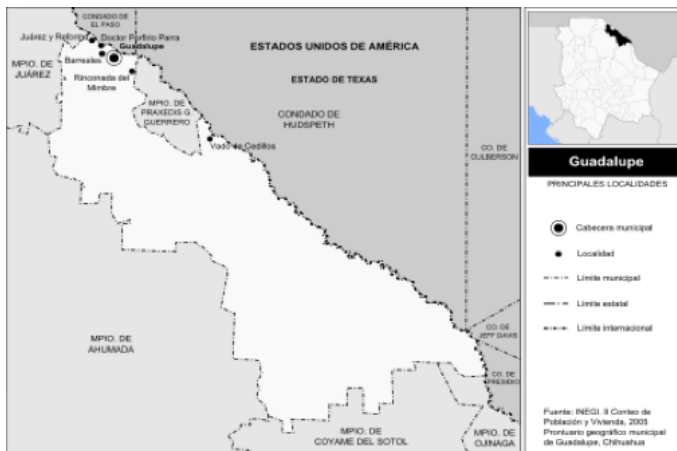 CONDADO DE
EL PASO
Juárez y Reforma
Doctor Porfirio Parra
Guadalupe
Barreales
MPIO. DE
JUÁREZ
Rinconada del
Mimbre
ESTADOS UNIDOS DE AMÉRICA
ESTADO DE TEXAS
MPIO. DE
PRAXEDIS G.
GUERRERO
CONDADO DE
HUDSPETH
Vado de Cedillos
CO. DE
CULBERSON
MPIO. DE
AHUMADA
CO. DE
JEFF DAVIS
CO. DE
PRESIDIO
MPIO. DE
COYAME DEL SOTOL
MPIO. DE
OJINAGA
Guadalupe
PRINCIPALES LOCALIDADES
Cabecera municipal
Localidad
Límite municipal
Límite estatal
Límite internacional
Fuente: INEGI. II Conteo de
Población y Vivienda, 2005
Prontuario geográfico municipal
de Guadalupe, Chihuahua